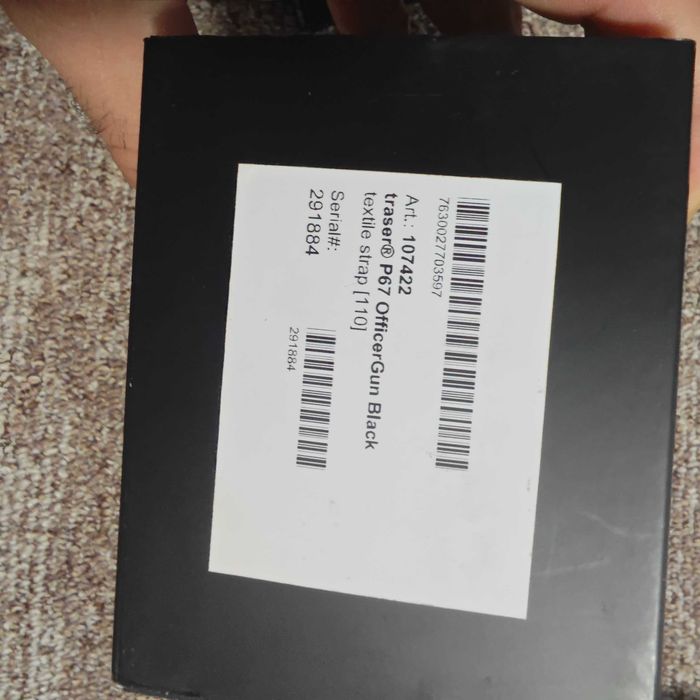 7630027703597
Art.: 107422
traser® P67 OfficerGun Black
textile strap [110]
Serial#:
291884
291884